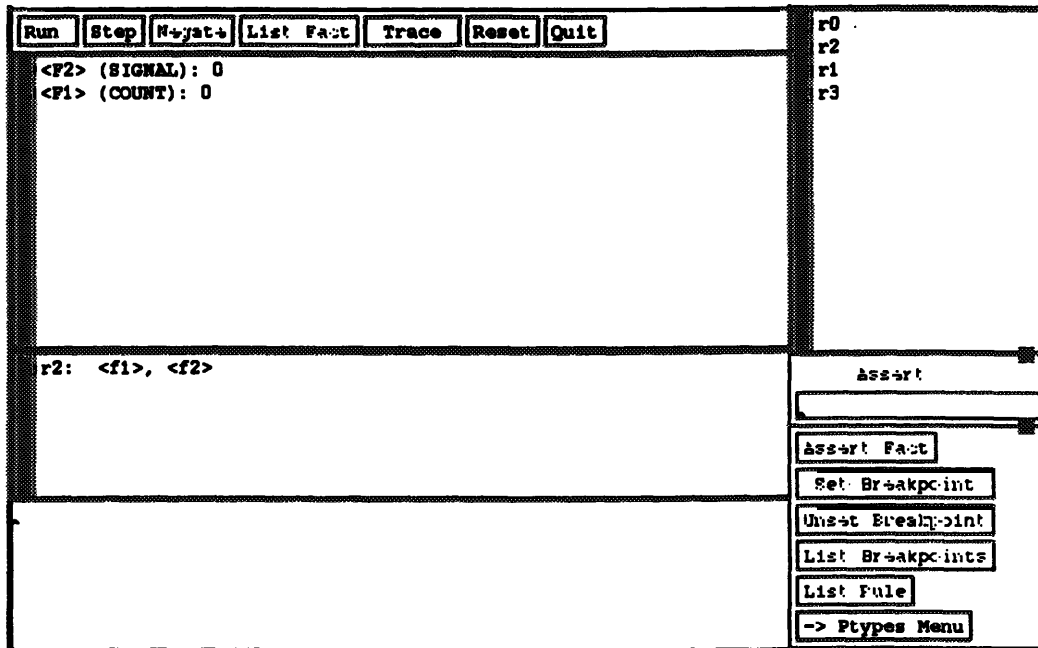 Run Step Negate List Fact Trace Reset Quit
<F2> (SIGNAL): 0
<F1> (COUNT): 0
r2: <f1>, <f2>
r0
r2
r1
r3
Assert
Assert Fact
Set Breakpoint
Unset Breakpoint
List Breakpoints
List Rule
-> Ptypes Menu